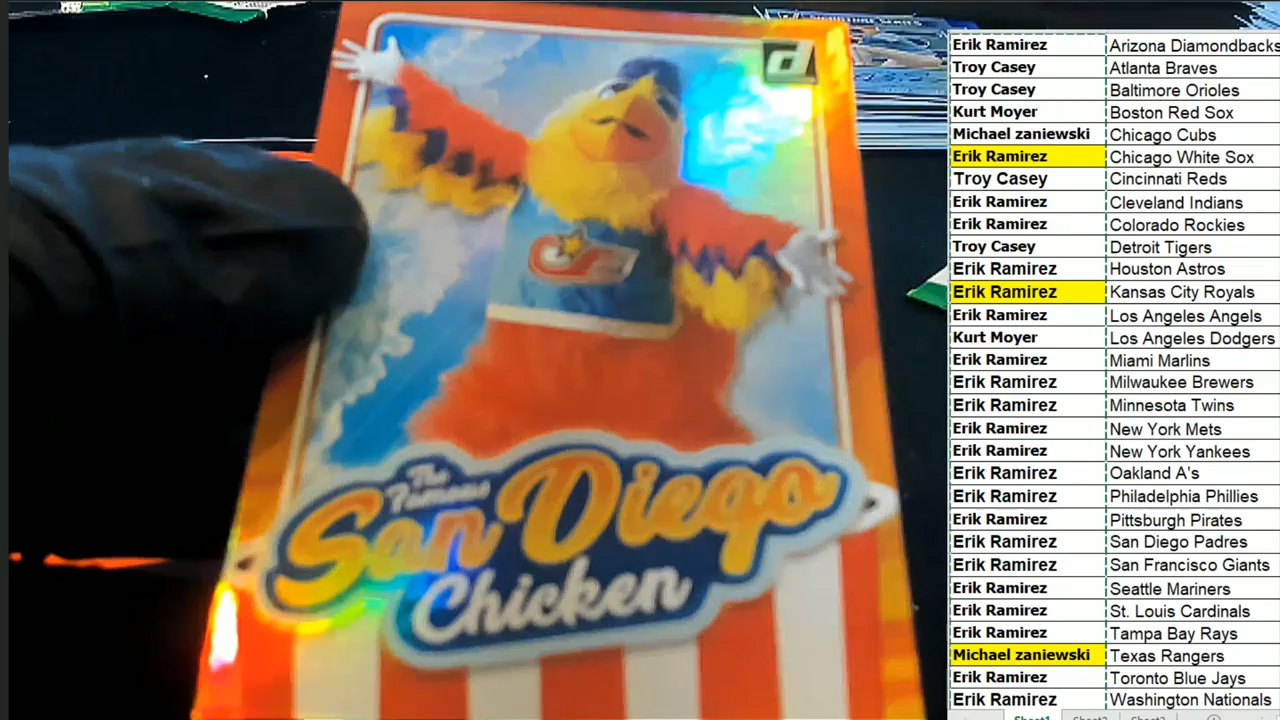 d
The
Famous
San Diego
Chicken
Erik Ramirez Arizona Diamondbacks
Troy Casey Atlanta Braves
Troy Casey Baltimore Orioles
Kurt Moyer Boston Red Sox
Michael zaniewski Chicago Cubs
Erik Ramirez Chicago White Sox
Troy Casey Cincinnati Reds
Erik Ramirez Cleveland Indians
Erik Ramirez Colorado Rockies
Troy Casey Detroit Tigers
Erik Ramirez Houston Astros
Erik Ramirez Kansas City Royals
Erik Ramirez Los Angeles Angels
Kurt Moyer Los Angeles Dodgers
Erik Ramirez Miami Marlins
Erik Ramirez Milwaukee Brewers
Erik Ramirez Minnesota Twins
Erik Ramirez New York Mets
Erik Ramirez New York Yankees
Erik Ramirez Oakland A's
Erik Ramirez Philadelphia Phillies
Erik Ramirez Pittsburgh Pirates
Erik Ramirez San Diego Padres
Erik Ramirez San Francisco Giants
Erik Ramirez Seattle Mariners
Erik Ramirez St. Louis Cardinals
Erik Ramirez Tampa Bay Rays
Michael zaniewski Texas Rangers
Erik Ramirez Toronto Blue Jays
Erik Ramirez Washington Nationals